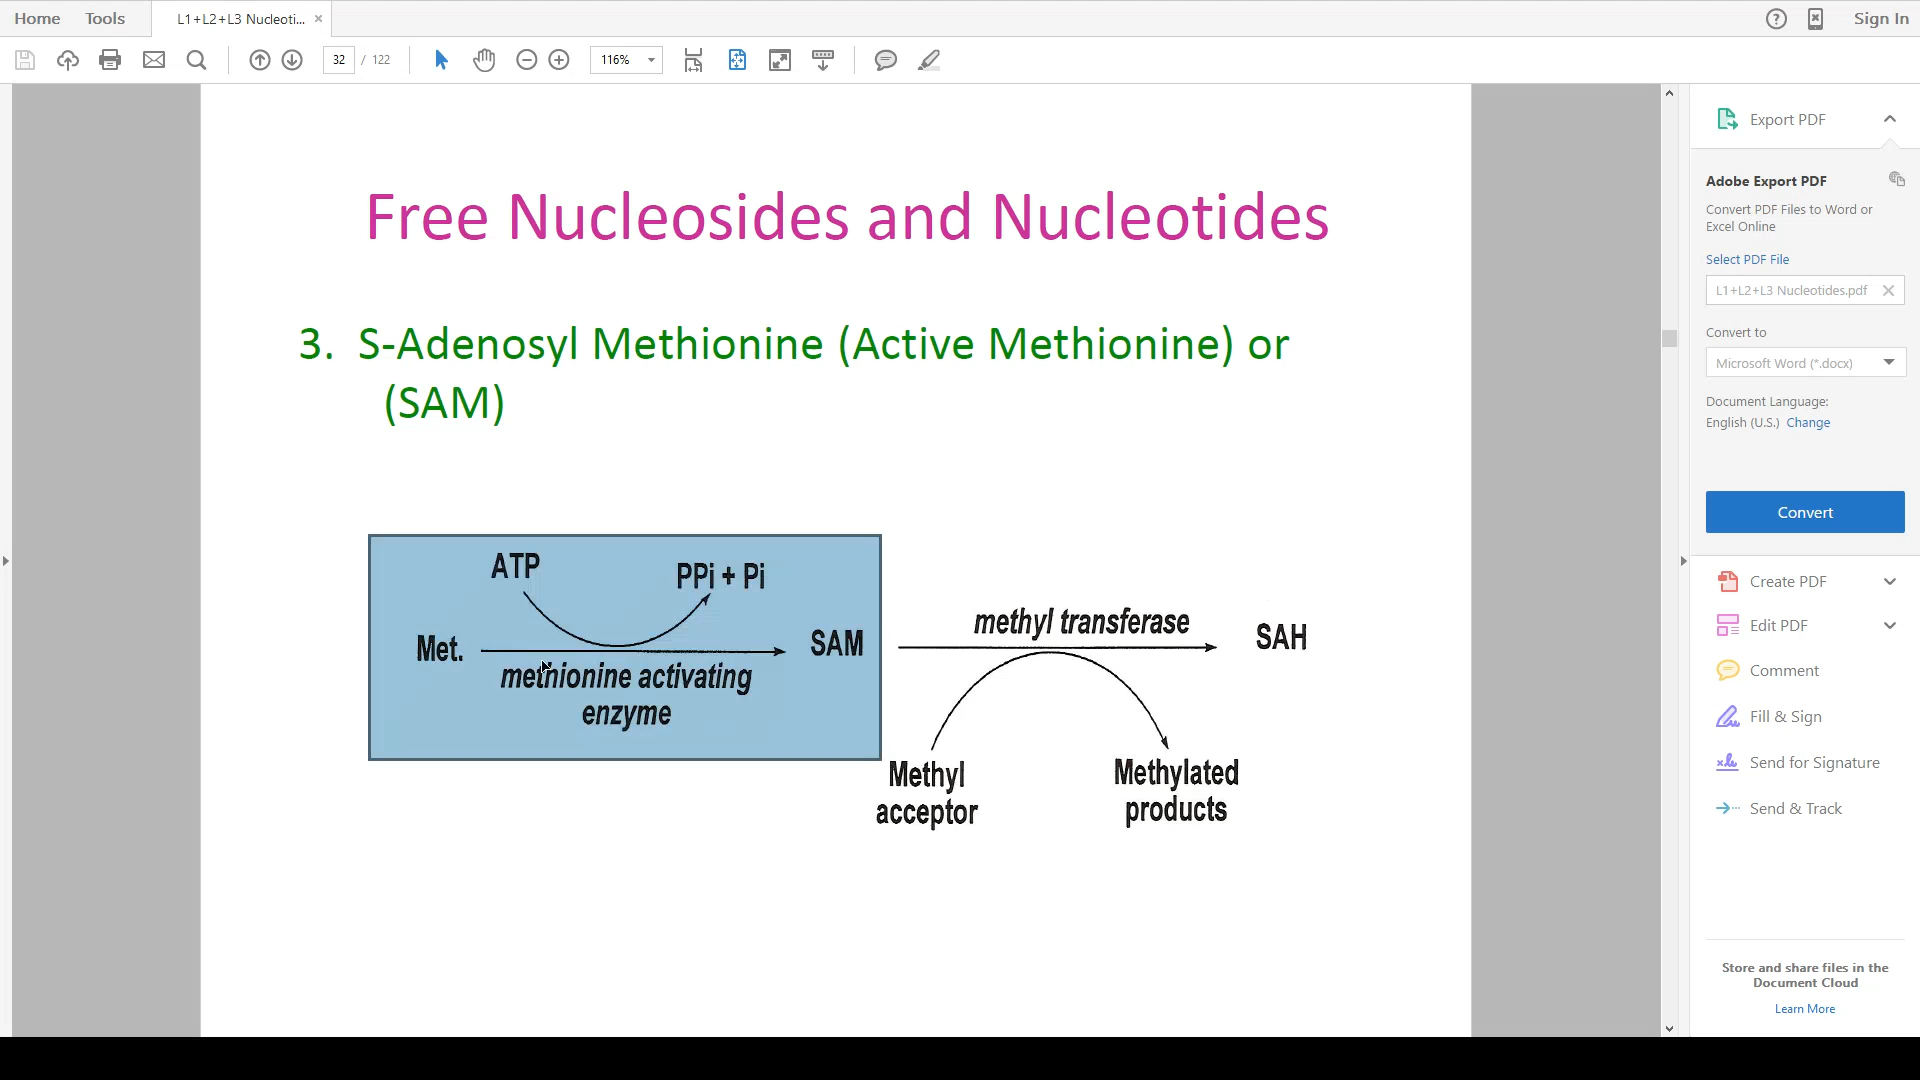 Home Tools L1+L2+L3 Nucleoti... × Sign In
32 / 122 116%
Free Nucleosides and Nucleotides
3. S-Adenosyl Methionine (Active Methionine) or
(SAM)
ATP
PPi + Pi
Met.
SAM
methionine activating
enzyme
methyl transferase
SAH
Methyl
acceptor
Methylated
products
Export PDF
Adobe Export PDF
Convert PDF Files to Word or
Excel Online
Select PDF File
L1+L2+L3 Nucleotides.pdf
Convert to
Microsoft Word (*.docx)
Document Language:
English (U.S.) Change
Convert
Create PDF
Edit PDF
Comment
Fill & Sign
Send for Signature
Send & Track
Store and share files in the
Document Cloud
Learn More